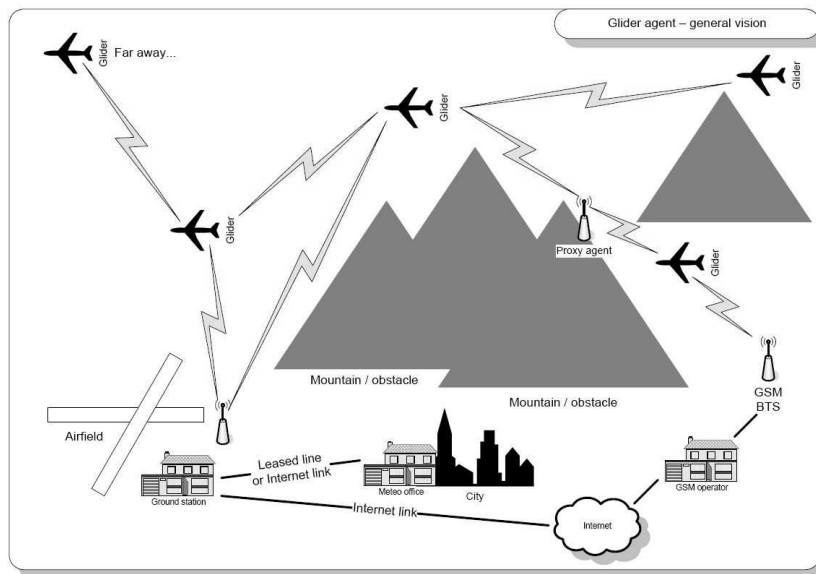 Glider agent – general vision
Glider
Far away...
Glider
Glider
Glider
Proxy agent
Glider
Mountain / obstacle
Mountain / obstacle
GSM
BTS
Airfield
Leased line
or Internet link
Ground station
Meteo office
City
GSM operator
Internet link
Internet